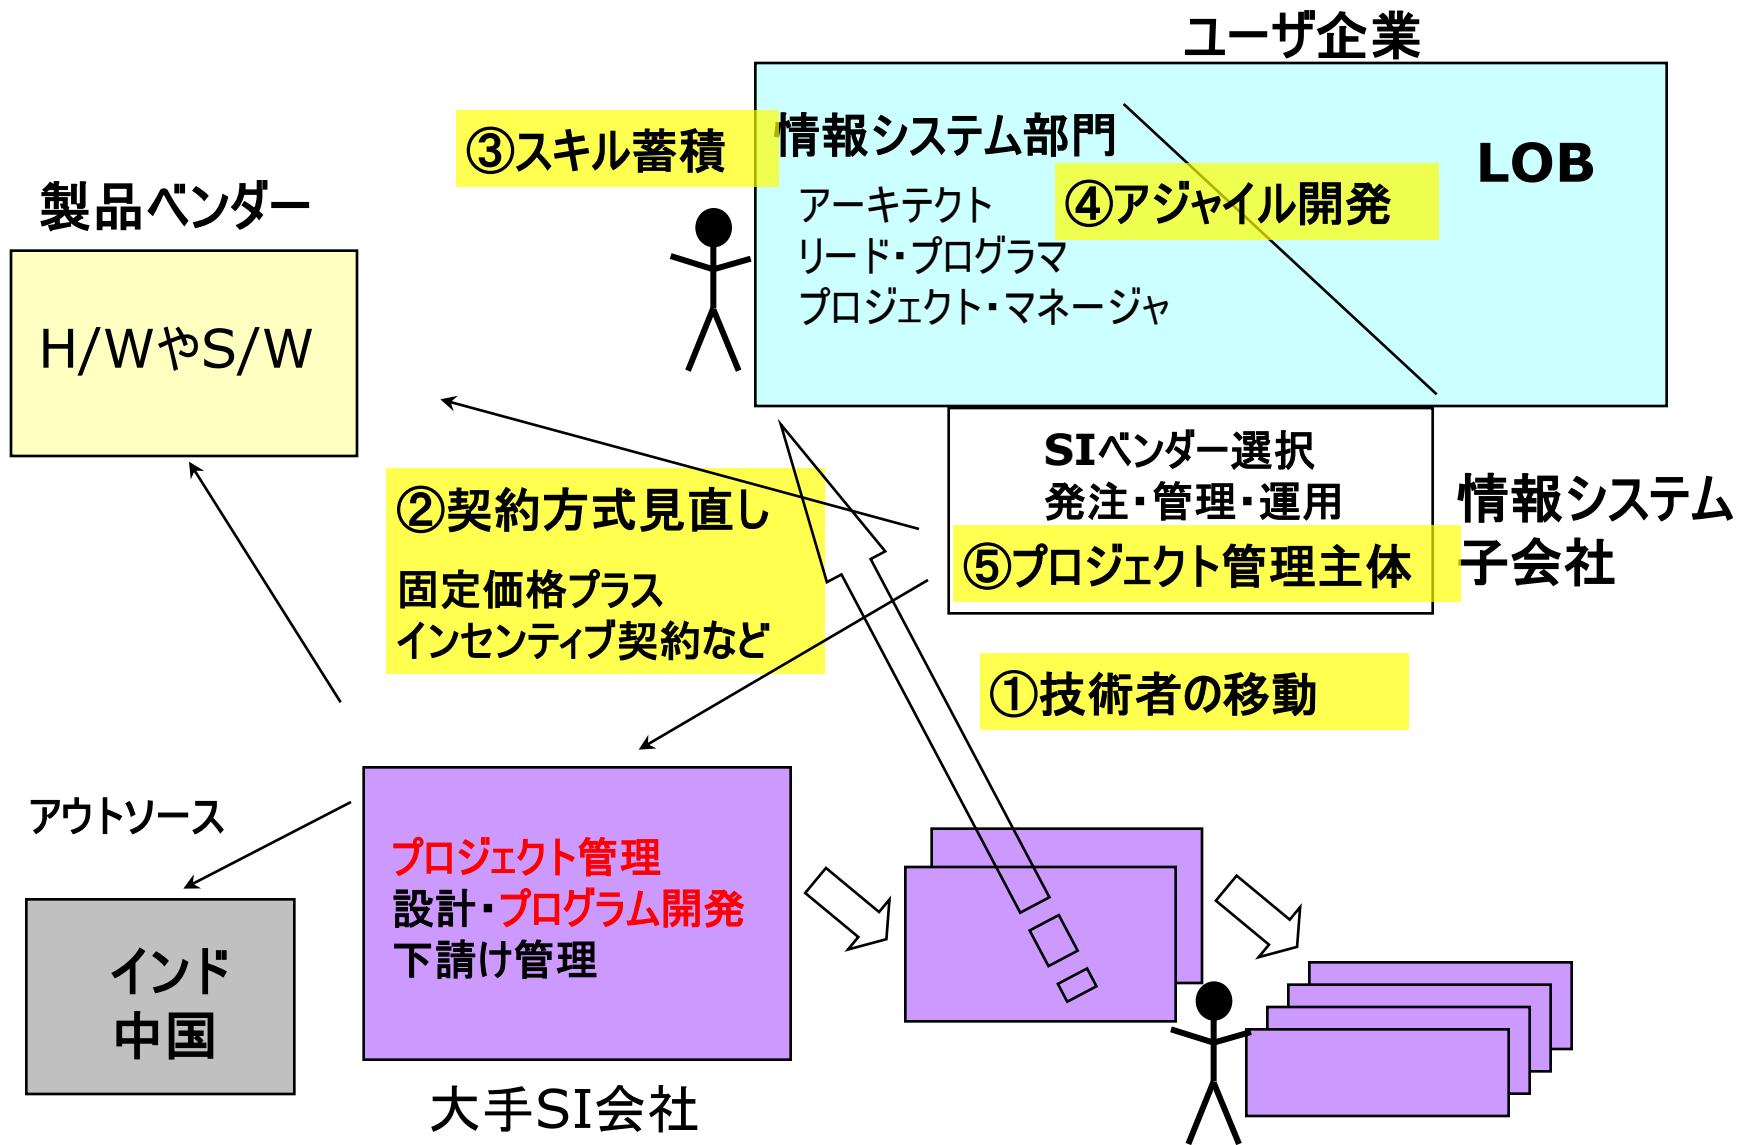 ユーザ企業
③スキル蓄積
情報システム部門
LOB
④アジャイル開発
アーキテクト
リード・プログラマ
プロジェクト・マネージャ
製品ベンダー
H/WやS/W
SIベンダー選択
発注・管理・運用
⑤プロジェクト管理主体
情報システム
子会社
②契約方式見直し
固定価格プラス
インセンティブ契約など
①技術者の移動
アウトソース
プロジェクト管理
設計・プログラム開発
下請け管理
インド
中国
大手SI会社